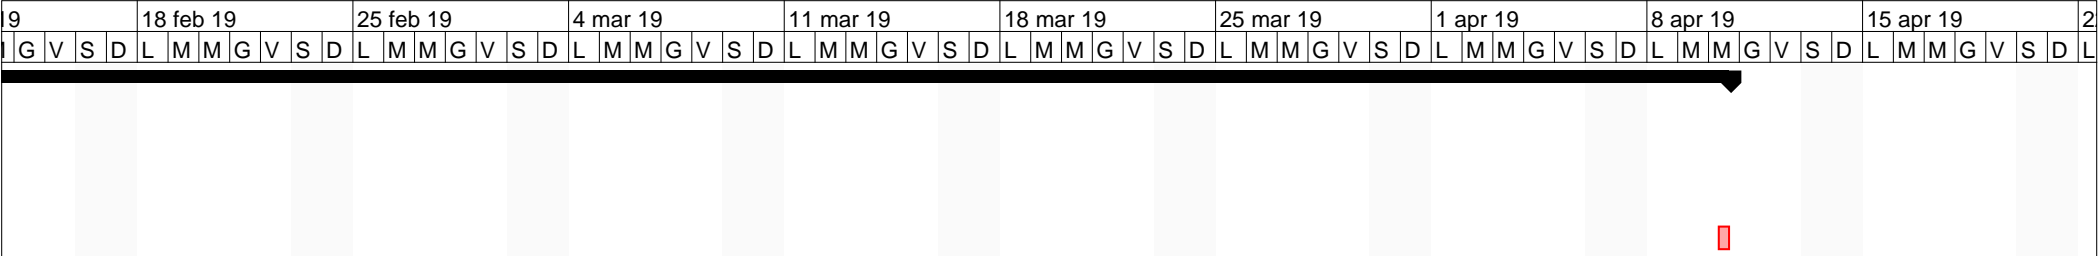 19 18 feb 19 25 feb 19 4 mar 19 11 mar 19 18 mar 19 25 mar 19 1 apr 19 8 apr 19 15 apr 19 2
G V S D L M M G V S D L M M G V S D L M M G V S D L M M G V S D L M M G V S D L M M G V S D L M M G V S D L M M G V S D L M M G V S D L